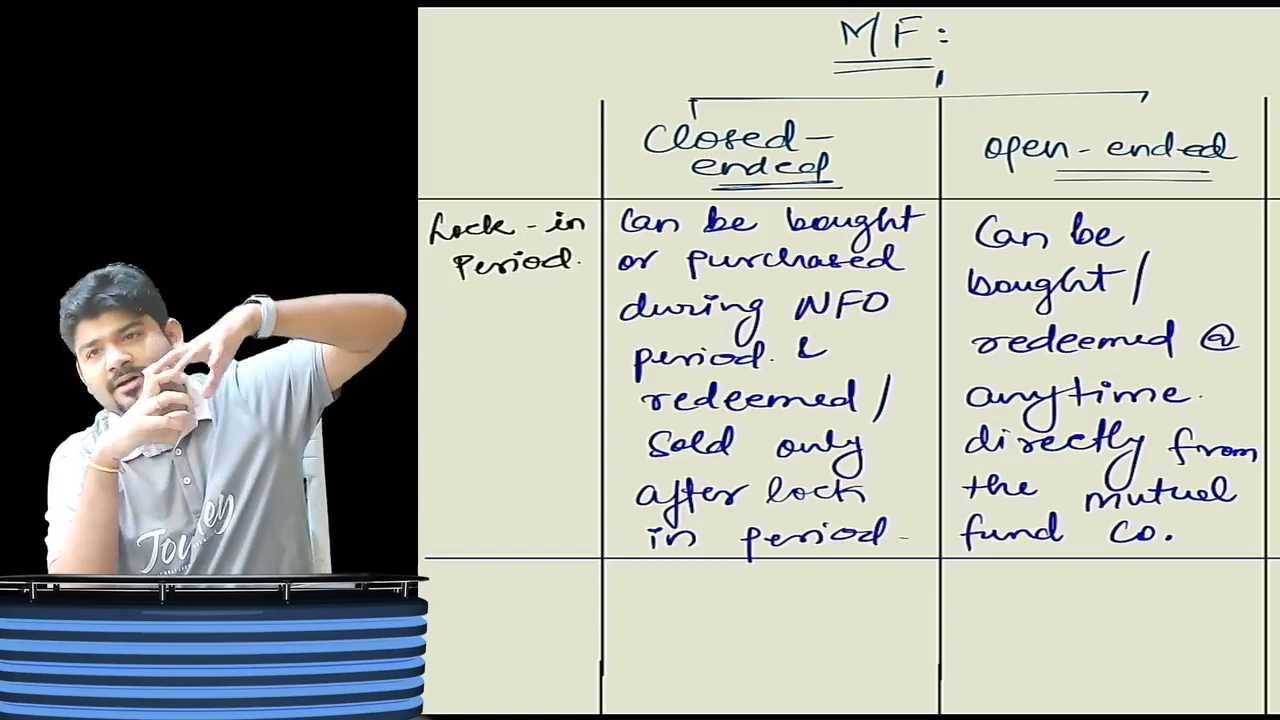 MF:
Closed-
ended
open-ended
Lock-in
Period.
Can be bought
or purchased
during NFO
period. &
redeemed/
Sold only
after lock
in period.
Can be
bought/
redeemed @
anytime.
directly from
the mutual
fund Co.
Journey